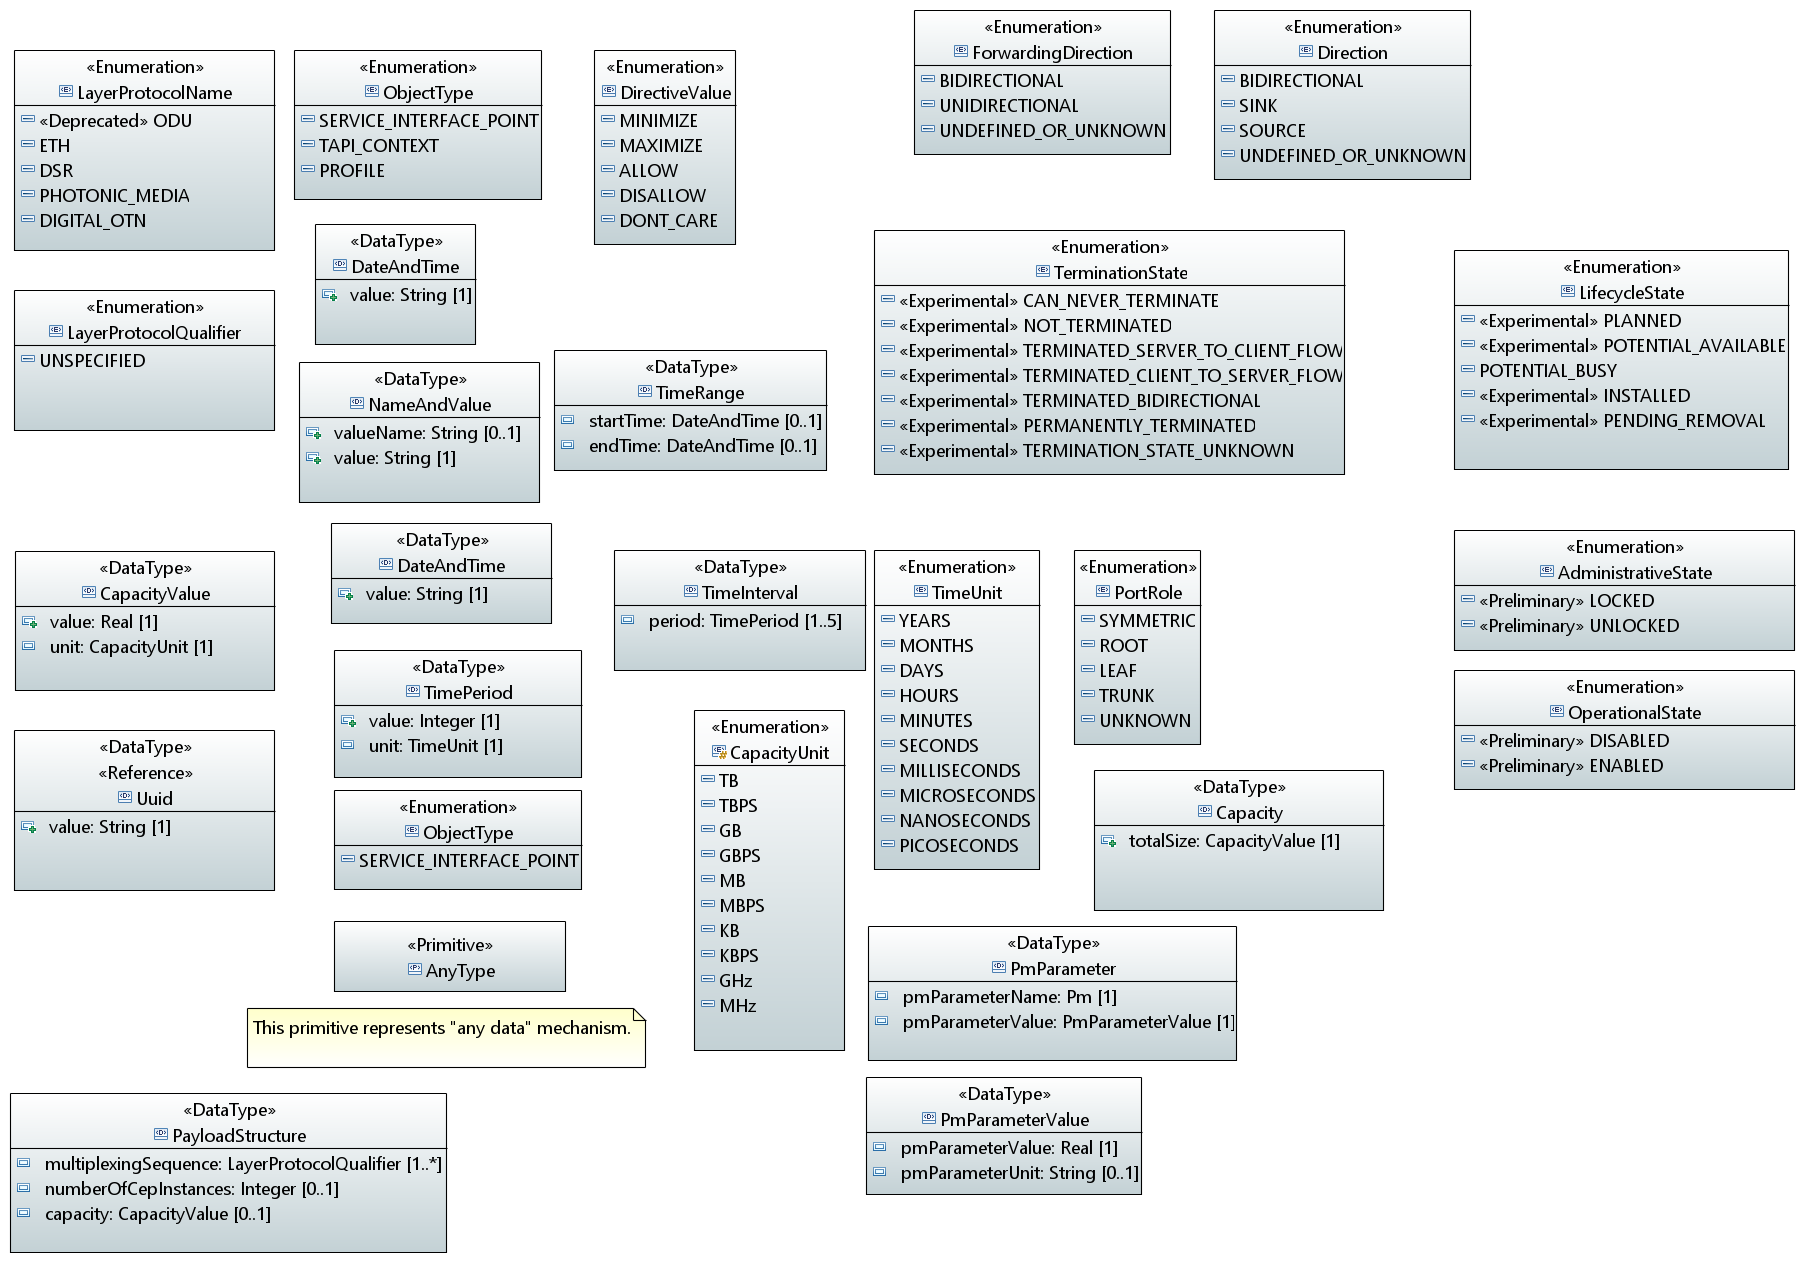 «Enumeration»
LayerProtocolName
«Deprecated» ODU
ETH
DSR
PHOTONIC_MEDIA
DIGITAL_OTN
«Enumeration»
ObjectType
SERVICE_INTERFACE_POINT
TAPI_CONTEXT
PROFILE
«Enumeration»
DirectiveValue
MINIMIZE
MAXIMIZE
ALLOW
DISALLOW
DONT_CARE
«Enumeration»
ForwardingDirection
BIDIRECTIONAL
UNIDIRECTIONAL
UNDEFINED_OR_UNKNOWN
«Enumeration»
Direction
BIDIRECTIONAL
SINK
SOURCE
UNDEFINED_OR_UNKNOWN
«DataType»
DateAndTime
value: String [1]
«Enumeration»
LayerProtocolQualifier
UNSPECIFIED
«DataType»
NameAndValue
valueName: String [0..1]
value: String [1]
«DataType»
TimeRange
startTime: DateAndTime [0..1]
endTime: DateAndTime [0..1]
«Enumeration»
TerminationState
«Experimental» CAN_NEVER_TERMINATE
«Experimental» NOT_TERMINATED
«Experimental» TERMINATED_SERVER_TO_CLIENT_FLOW
«Experimental» TERMINATED_CLIENT_TO_SERVER_FLOW
«Experimental» TERMINATED_BIDIRECTIONAL
«Experimental» PERMANENTLY_TERMINATED
«Experimental» TERMINATION_STATE_UNKNOWN
«Enumeration»
LifecycleState
«Experimental» PLANNED
«Experimental» POTENTIAL_AVAILABLE
POTENTIAL_BUSY
«Experimental» INSTALLED
«Experimental» PENDING_REMOVAL
«DataType»
CapacityValue
value: Real [1]
unit: CapacityUnit [1]
«DataType»
DateAndTime
value: String [1]
«DataType»
TimeInterval
period: TimePeriod [1..5]
«Enumeration»
TimeUnit
YEARS
MONTHS
DAYS
HOURS
MINUTES
SECONDS
MILLISECONDS
MICROSECONDS
NANOSECONDS
PICOSECONDS
«Enumeration»
PortRole
SYMMETRIC
ROOT
LEAF
TRUNK
UNKNOWN
«Enumeration»
AdministrativeState
«Preliminary» LOCKED
«Preliminary» UNLOCKED
«DataType»
TimePeriod
value: Integer [1]
unit: TimeUnit [1]
«Enumeration»
OperationalState
«Preliminary» DISABLED
«Preliminary» ENABLED
«DataType»
«Reference»
Uuid
value: String [1]
«Enumeration»
CapacityUnit
TB
TBPS
GB
GBPS
MB
MBPS
KB
KBPS
GHz
MHz
«Enumeration»
ObjectType
SERVICE_INTERFACE_POINT
«DataType»
Capacity
totalSize: CapacityValue [1]
«Primitive»
AnyType
This primitive represents "any data" mechanism.
«DataType»
PmParameter
pmParameterName: Pm [1]
pmParameterValue: PmParameterValue [1]
«DataType»
PmParameterValue
pmParameterValue: Real [1]
pmParameterUnit: String [0..1]
«DataType»
PayloadStructure
multiplexingSequence: LayerProtocolQualifier [1..*]
numberOfCepInstances: Integer [0..1]
capacity: CapacityValue [0..1]